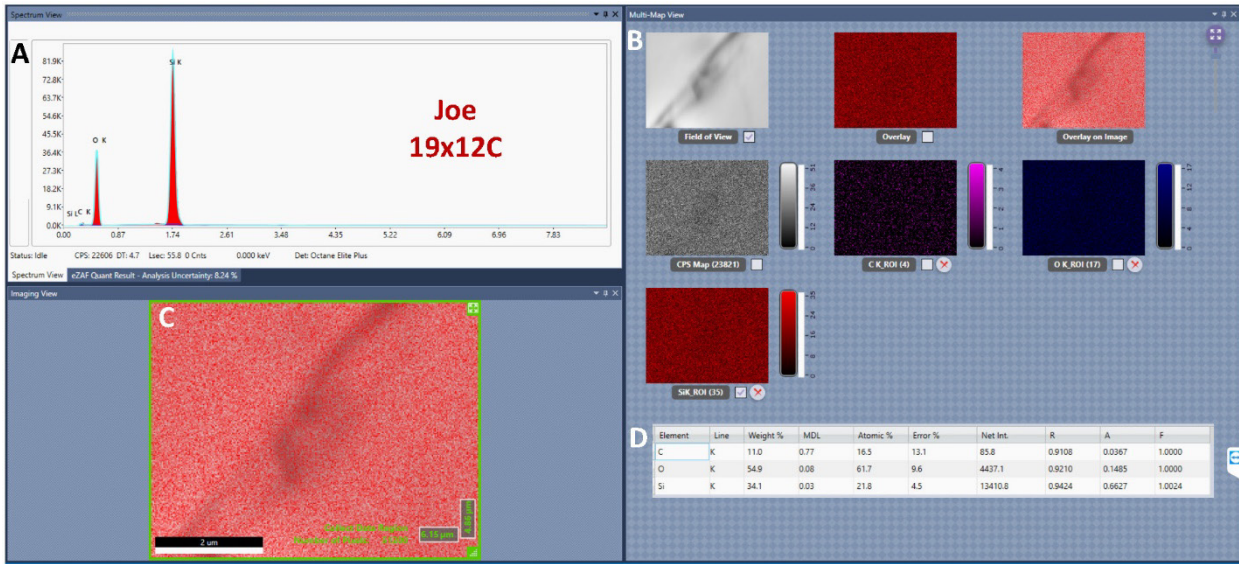 Spectrum View
A
81.9K
72.8K
63.7K
54.6K
45.5K
36.4K
27.3K
18.2K
9.1K
0.0K
Si K
O K
Si L C K
Joe
19x12C
0.00 0.87 1.74 2.61 3.48 4.35 5.22 6.09 6.96 7.83
Status: Idle CPS: 22606 DT: 4.7 Lsec: 55.8 0 Cnts 0.000 keV Det: Octane Elite Plus
Spectrum View eZAF Quant Result - Analysis Uncertainty: 8.24 %
Imaging View
C
2 um
6.15 µm
4.86 µm
Multi-Map View
B
Field of View Overlay Overlay on Image
CPS Map (23821) C K_ROI (4) O K_ROI (17)
SiK_ROI (35)
D
Element Line Weight % MDL Atomic % Error % Net Int. R A F
C K 11.0 0.77 16.5 13.1 85.8 0.9108 0.0367 1.0000
O K 54.9 0.08 61.7 9.6 4437.1 0.9210 0.1485 1.0000
Si K 34.1 0.03 21.8 4.5 13410.8 0.9424 0.6627 1.0024